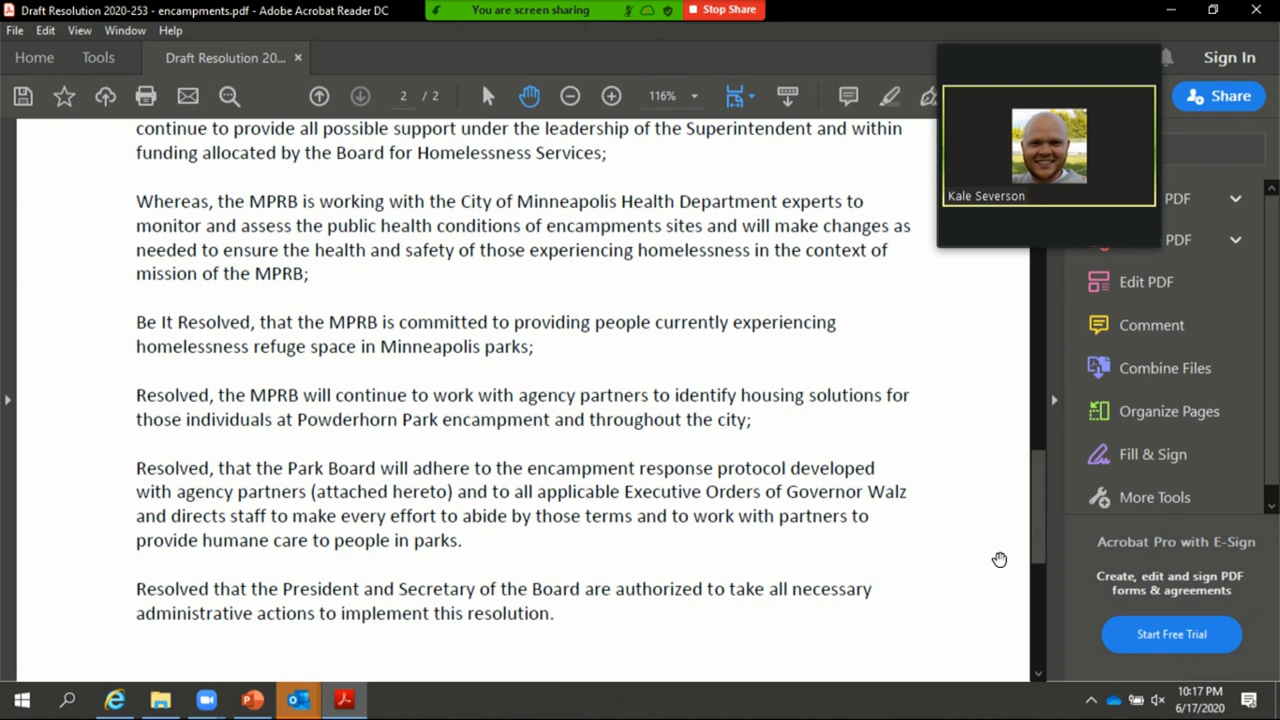 Draft Resolution 2020-253 - encampments.pdf - Adobe Acrobat Reader DC
You are screen sharing
Stop Share
File Edit View Window Help
Home Tools Draft Resolution 20... × Sign In
2 / 2 116% Share
continue to provide all possible support under the leadership of the Superintendent and within
funding allocated by the Board for Homelessness Services;
Whereas, the MPRB is working with the City of Minneapolis Health Department experts to
monitor and assess the public health conditions of encampments sites and will make changes as
needed to ensure the health and safety of those experiencing homelessness in the context of
mission of the MPRB;
Be It Resolved, that the MPRB is committed to providing people currently experiencing
homelessness refuge space in Minneapolis parks;
Resolved, the MPRB will continue to work with agency partners to identify housing solutions for
those individuals at Powderhorn Park encampment and throughout the city;
Resolved, that the Park Board will adhere to the encampment response protocol developed
with agency partners (attached hereto) and to all applicable Executive Orders of Governor Walz
and directs staff to make every effort to abide by those terms and to work with partners to
provide humane care to people in parks.
Resolved that the President and Secretary of the Board are authorized to take all necessary
administrative actions to implement this resolution.
Kale Severson
PDF
PDF
Edit PDF
Comment
Combine Files
Organize Pages
Fill & Sign
More Tools
Acrobat Pro with E-Sign
Create, edit and sign PDF
forms & agreements
Start Free Trial
10:17 PM
6/17/2020